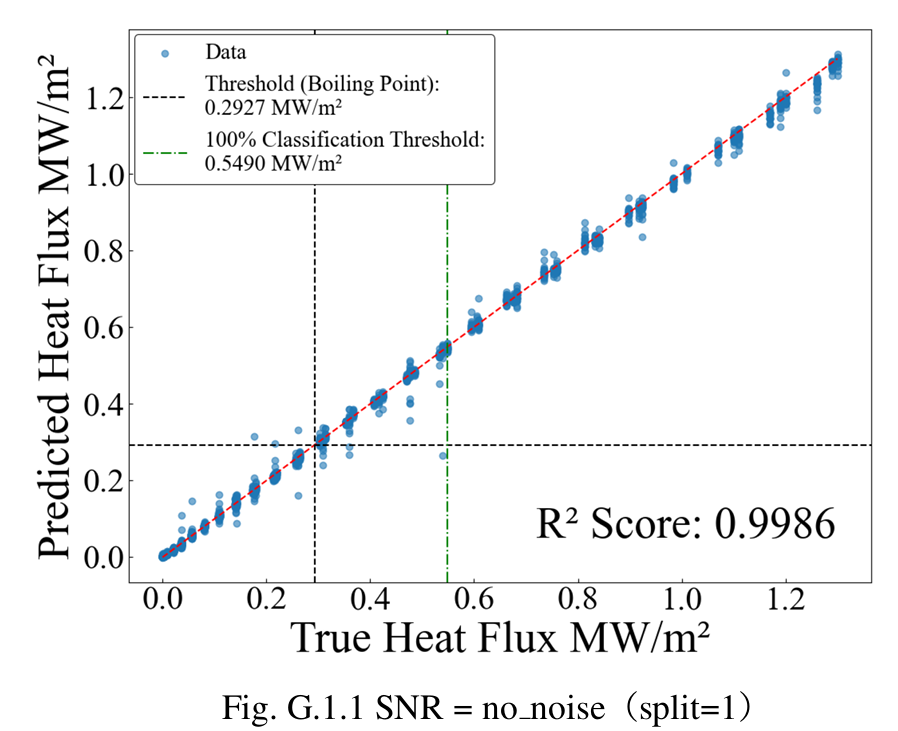 Data
Threshold (Boiling Point):
0.2927 MW/m²
100% Classification Threshold:
0.5490 MW/m²
Predicted Heat Flux MW/m²
1.2
1.0
0.8
0.6
0.4
0.2
0.0
R² Score: 0.9986
0.0 0.2 0.4 0.6 0.8 1.0 1.2
True Heat Flux MW/m²
Fig. G.1.1 SNR = no_noise（split=1）